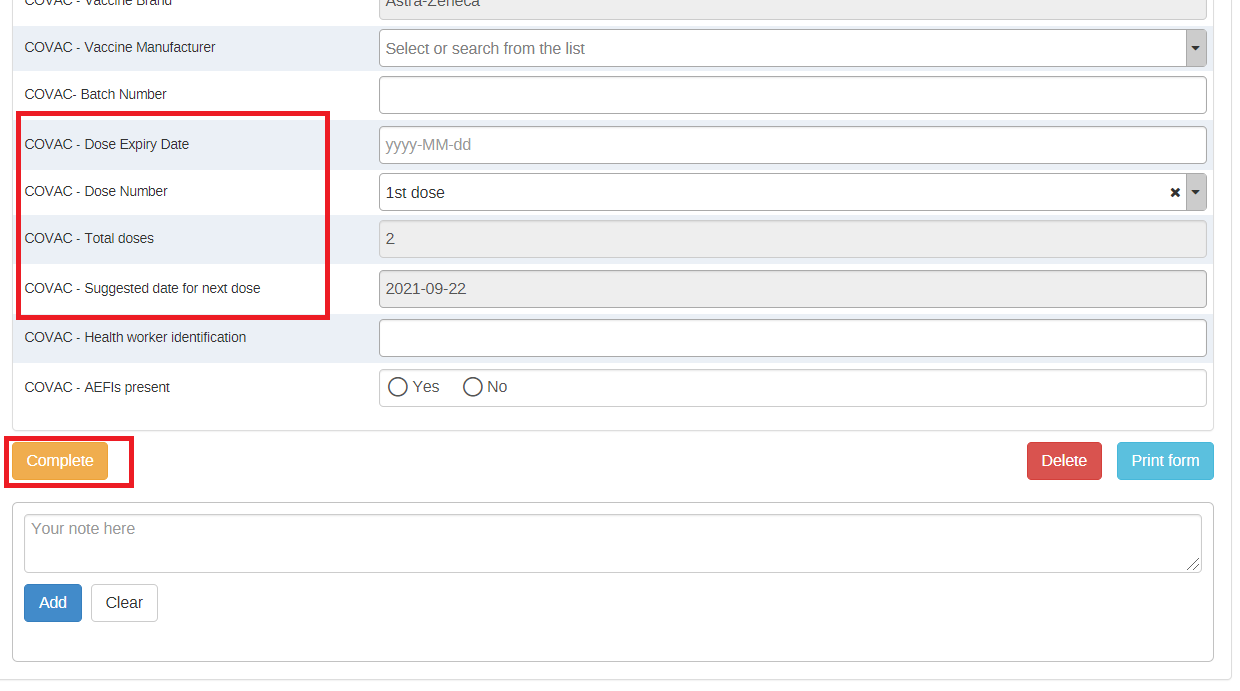 COVAC - Vaccine Brand Astra-Zeneca
COVAC - Vaccine Manufacturer Select or search from the list
COVAC- Batch Number
COVAC - Dose Expiry Date yyyy-MM-dd
COVAC - Dose Number 1st dose
COVAC - Total doses 2
COVAC - Suggested date for next dose 2021-09-22
COVAC - Health worker identification
COVAC - AEFIs present Yes No
Complete Delete Print form
Your note here
Add Clear